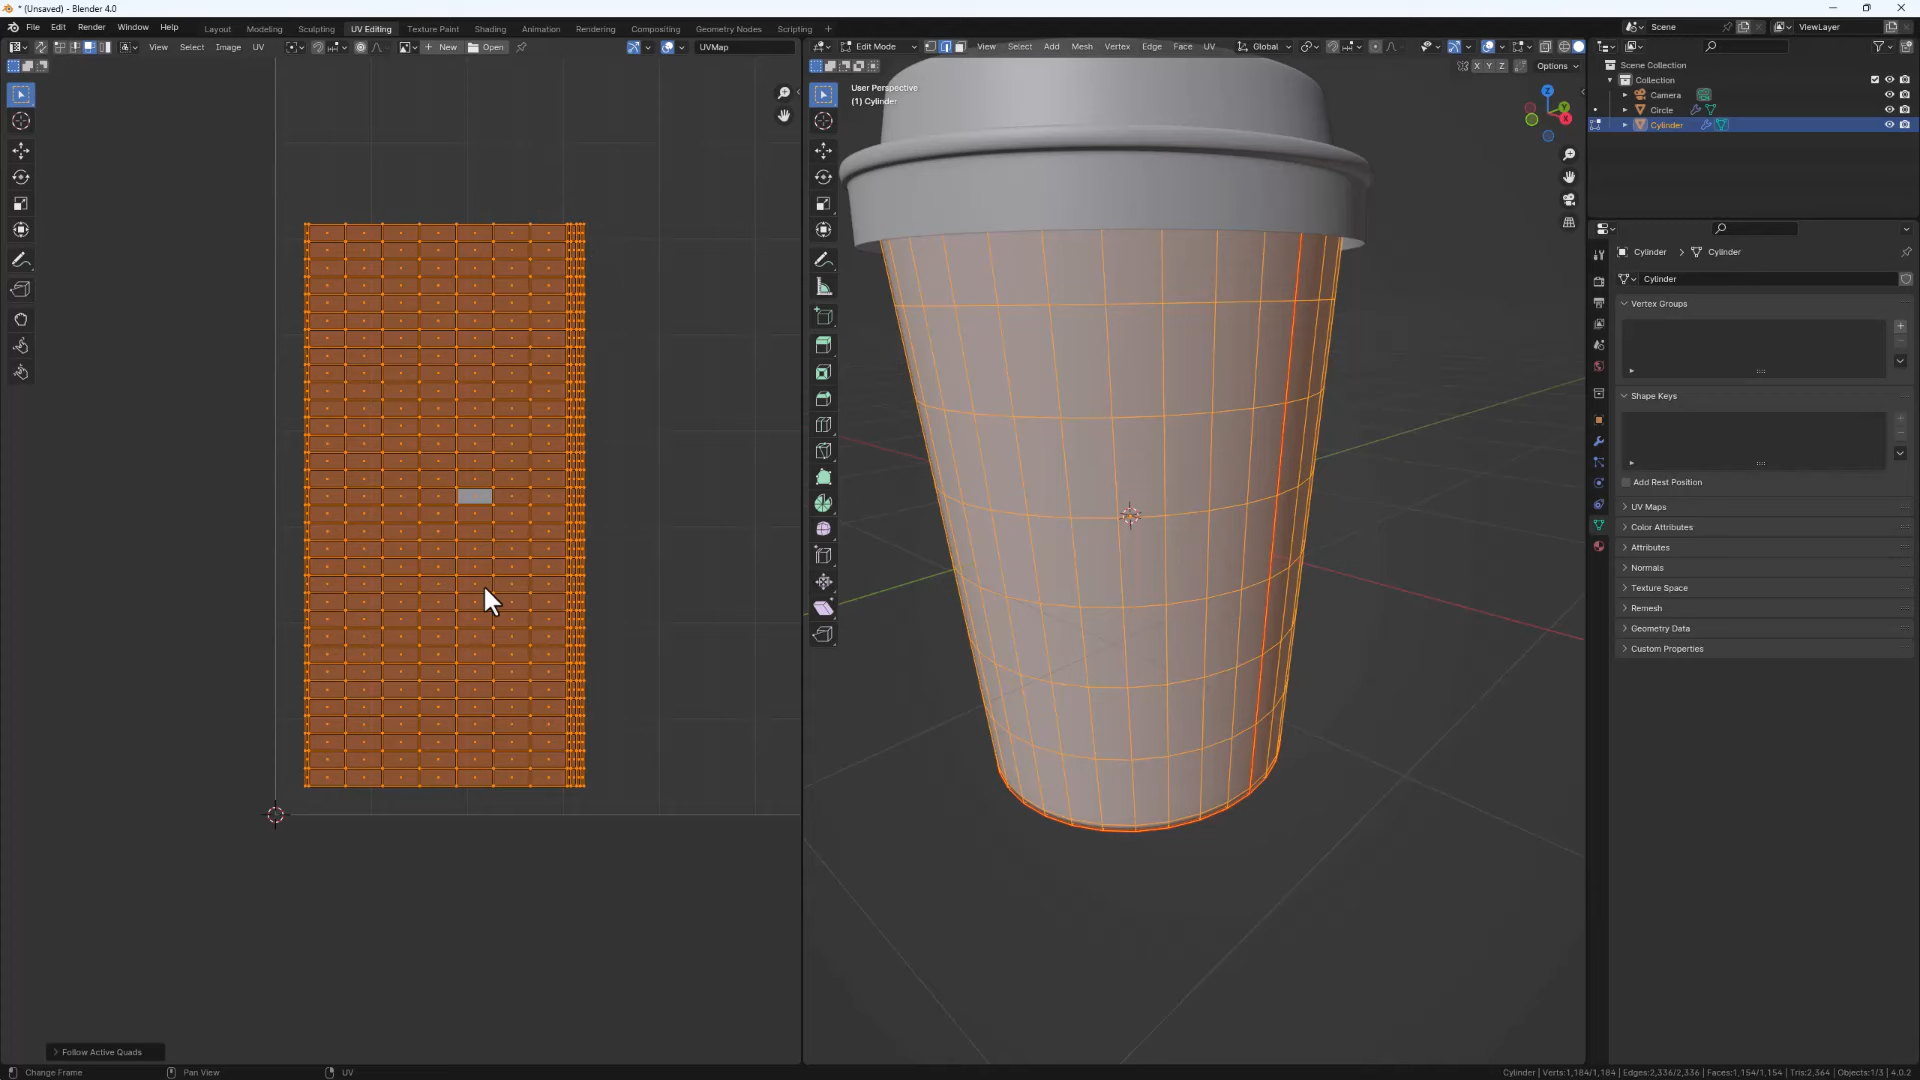 * (Unsaved) - Blender 4.0
File Edit Render Window Help
Layout Modeling Sculpting UV Editing Texture Paint Shading Animation Rendering Compositing Geometry Nodes Scripting +
Scene
ViewLayer
View Select Image UV
New
Open
UVMap
Edit Mode
View Select Add Mesh Vertex Edge Face UV
Global
X Y Z
Options
User Perspective
(1) Cylinder
Z
Y
X
Scene Collection
Collection
Camera
Circle
Cylinder
Cylinder > Cylinder
Cylinder
Vertex Groups
Shape Keys
Add Rest Position
UV Maps
Color Attributes
Attributes
Normals
Texture Space
Remesh
Geometry Data
Custom Properties
Follow Active Quads
Change Frame
Pan View
UV
Cylinder | Verts:1,184/1,184 | Edges:2,336/2,336 | Faces:1,154/1,154 | Tris:2,364 | Objects:1/3 | 4.0.2